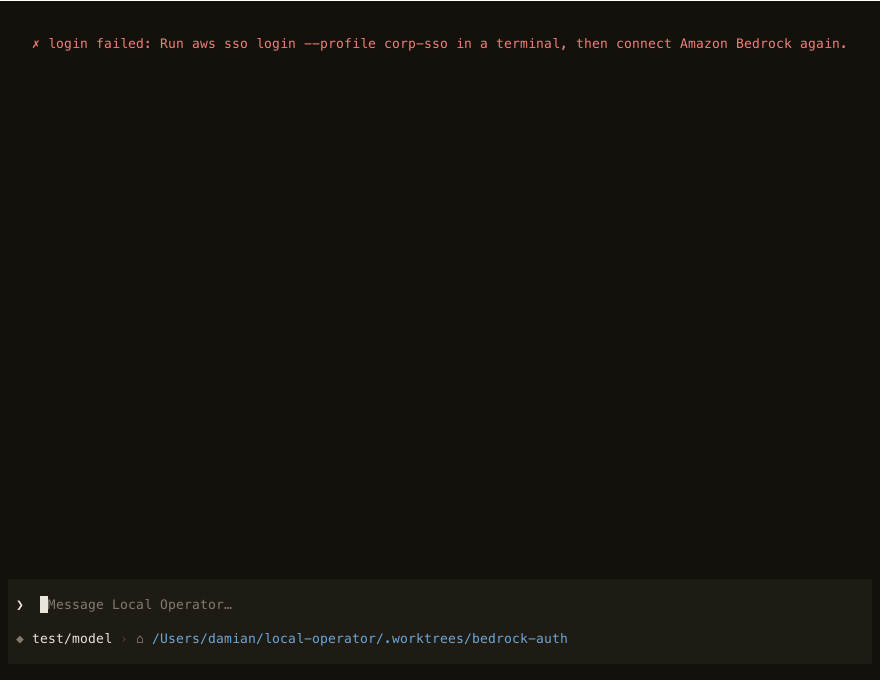 ✗ login failed: Run aws sso login --profile corp-sso in a terminal, then connect Amazon Bedrock again.
❯ Message Local Operator…
◆ test/model › ⌂ /Users/damian/local-operator/.worktrees/bedrock-auth